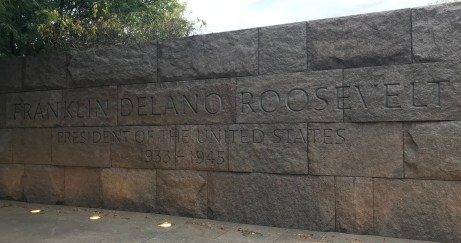 FRANKLIN DELANO ROOSEVELT
PRESIDENT OF THE UNITED STATES
1933 - 1945